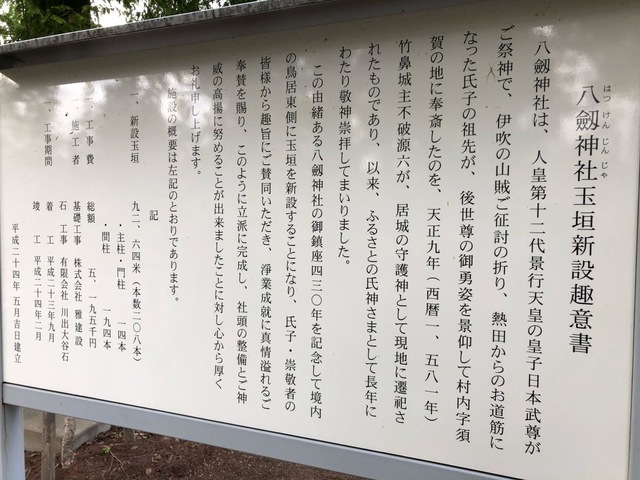 八劔神社玉垣新設趣意書
はつけんじんじゃ
八劔神社は、人皇第十二代景行天皇の皇子日本武尊が
ご祭神で、伊吹の山賊ご征討の折り、熱田からのお道筋に
なった氏子の祖先が、後世尊の御勇姿を景仰して村内字須
賀の地に奉斎したのを、天正九年（西暦一、五八一年）
竹鼻城主不破源六が、居城の守護神として現地に遷祀さ
れたものであり、以来、ふるさとの氏神さまとして長年に
わたり敬神崇拝してまいりました。
この由緒ある八劔神社の御鎮座四三〇年を記念して境内
の鳥居東側に玉垣を新設することになり、氏子・崇敬者の
皆様から趣旨にご賛同いただき、淨業成就に真情溢れるご
奉賛を賜り、このように立派に完成し、社頭の整備とご神
威の高揚に努めることが出来ましたことに対し心から厚く
お礼申し上げます。
施設の概要は左記のとおりであります。
記
一、新設玉垣　九二、六四米（本数二〇八本）
・主柱・門柱　一四本
・間柱　一九四本
一、工事費　総額　五、一九五千円
一、施工者　基礎工事　株式会社　雅建設
石工事　有限会社　川出大谷石
一、工事期間　着工　平成二十三年九月
竣工　平成二十四年二月
平成二十四年五月吉日建立